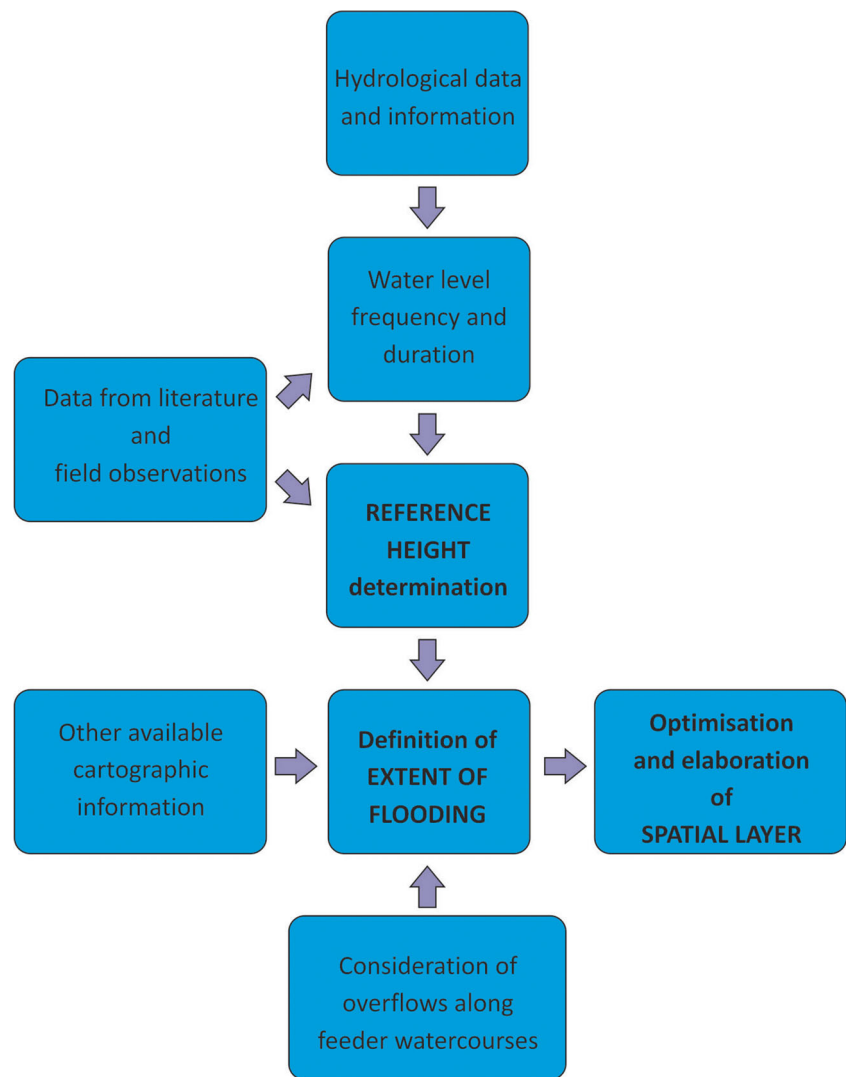 Hydrological data
and information
Water level
frequency and
duration
Data from literature
and
field observations
REFERENCE
HEIGHT
determination
Other available
cartographic
information
Definition of
EXTENT OF
FLOODING
Optimisation
and elaboration
of
SPATIAL LAYER
Consideration of
overflows along
feeder watercourses